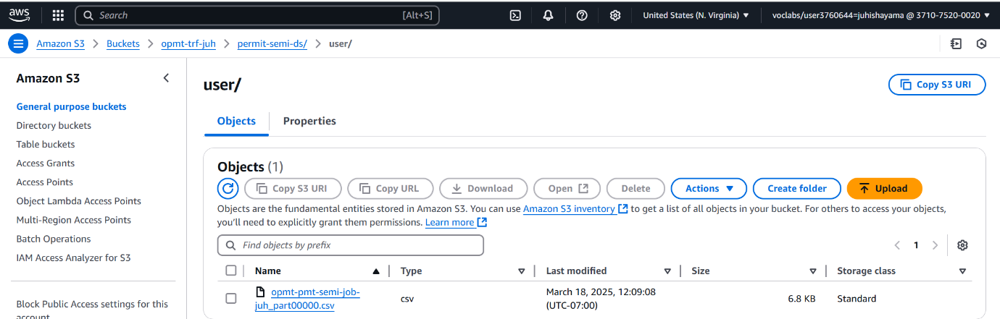 aws
Search [Alt+S]
United States (N. Virginia)
voclabs/user3760644=juhishayama @ 3710-7520-0020
Amazon S3
Buckets
opmt-trf-juh
permit-semi-ds/
user/
Amazon S3
General purpose buckets
Directory buckets
Table buckets
Access Grants
Access Points
Object Lambda Access Points
Multi-Region Access Points
Batch Operations
IAM Access Analyzer for S3
Block Public Access settings for this
account
user/
Copy S3 URI
Objects
Properties
Objects (1)
Copy S3 URI
Copy URL
Download
Open
Delete
Actions
Create folder
Upload
Objects are the fundamental entities stored in Amazon S3. You can use Amazon S3 inventory to get a list of all objects in your bucket. For others to access your objects,
you'll need to explicitly grant them permissions. Learn more
Find objects by prefix
1
Name
Type
Last modified
Size
Storage class
opmt-pmt-semi-job-
juh_part00000.csv
csv
March 18, 2025, 12:09:08
(UTC-07:00)
6.8 KB
Standard